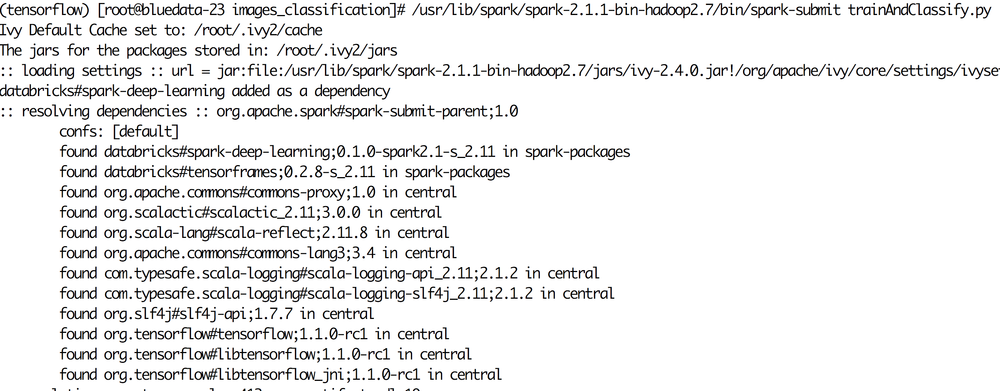 (tensorflow) [root@bluedata-23 images_classification]# /usr/lib/spark/spark-2.1.1-bin-hadoop2.7/bin/spark-submit trainAndClassify.py
Ivy Default Cache set to: /root/.ivy2/cache
The jars for the packages stored in: /root/.ivy2/jars
:: loading settings :: url = jar:file:/usr/lib/spark/spark-2.1.1-bin-hadoop2.7/jars/ivy-2.4.0.jar!/org/apache/ivy/core/settings/ivyset
databricks#spark-deep-learning added as a dependency
:: resolving dependencies :: org.apache.spark#spark-submit-parent;1.0
confs: [default]
found databricks#spark-deep-learning;0.1.0-spark2.1-s_2.11 in spark-packages
found databricks#tensorframes;0.2.8-s_2.11 in spark-packages
found org.apache.commons#commons-proxy;1.0 in central
found org.scalactic#scalactic_2.11;3.0.0 in central
found org.scala-lang#scala-reflect;2.11.8 in central
found org.apache.commons#commons-lang3;3.4 in central
found com.typesafe.scala-logging#scala-logging-api_2.11;2.1.2 in central
found com.typesafe.scala-logging#scala-logging-slf4j_2.11;2.1.2 in central
found org.slf4j#slf4j-api;1.7.7 in central
found org.tensorflow#tensorflow;1.1.0-rc1 in central
found org.tensorflow#libtensorflow;1.1.0-rc1 in central
found org.tensorflow#libtensorflow_jni;1.1.0-rc1 in central